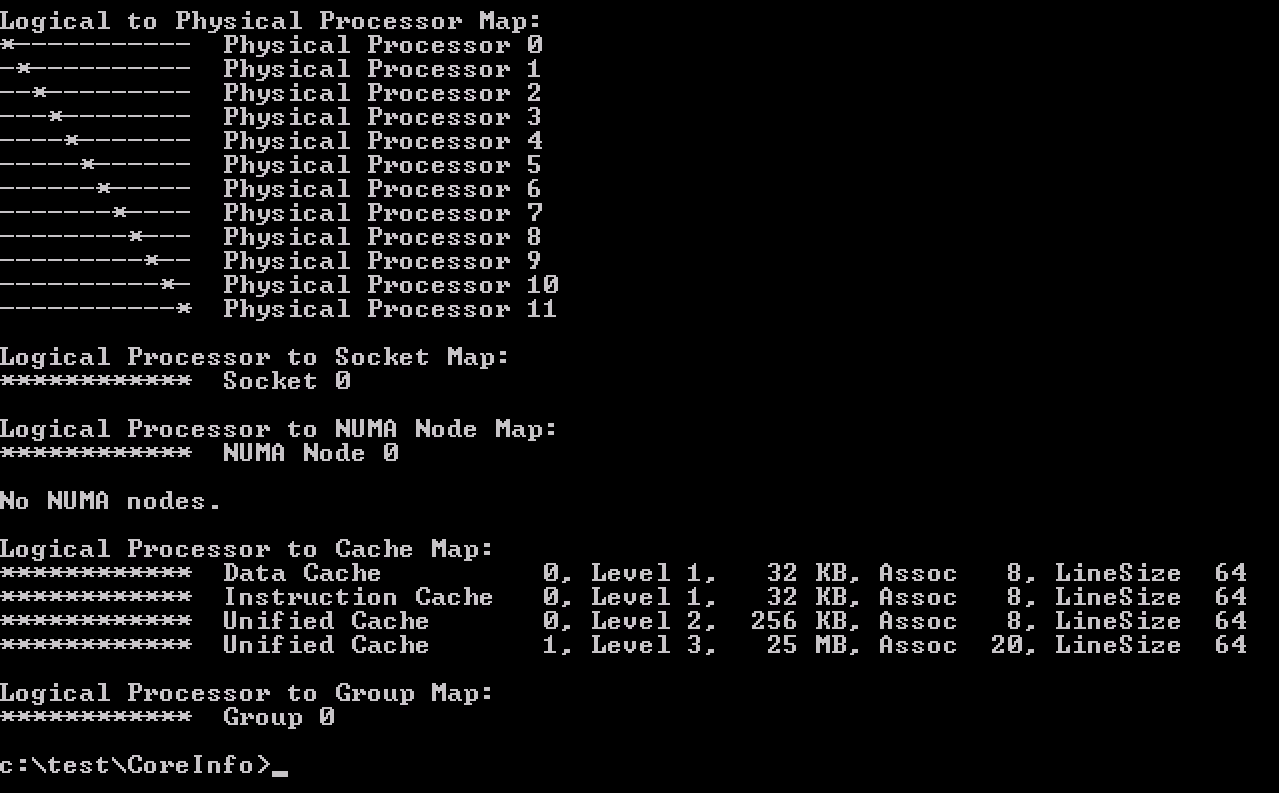 Logical to Physical Processor Map:
*-----------  Physical Processor 0
-*----------  Physical Processor 1
--*---------  Physical Processor 2
---*--------  Physical Processor 3
----*-------  Physical Processor 4
-----*------  Physical Processor 5
------*-----  Physical Processor 6
-------*----  Physical Processor 7
--------*---  Physical Processor 8
---------*--  Physical Processor 9
----------*-  Physical Processor 10
-----------*  Physical Processor 11

Logical Processor to Socket Map:
************  Socket 0

Logical Processor to NUMA Node Map:
************  NUMA Node 0

No NUMA nodes.

Logical Processor to Cache Map:
************  Data Cache          0, Level 1,   32 KB, Assoc   8, LineSize  64
************  Instruction Cache   0, Level 1,   32 KB, Assoc   8, LineSize  64
************  Unified Cache       0, Level 2,  256 KB, Assoc   8, LineSize  64
************  Unified Cache       1, Level 3,   25 MB, Assoc  20, LineSize  64

Logical Processor to Group Map:
************  Group 0

c:\test\CoreInfo>_